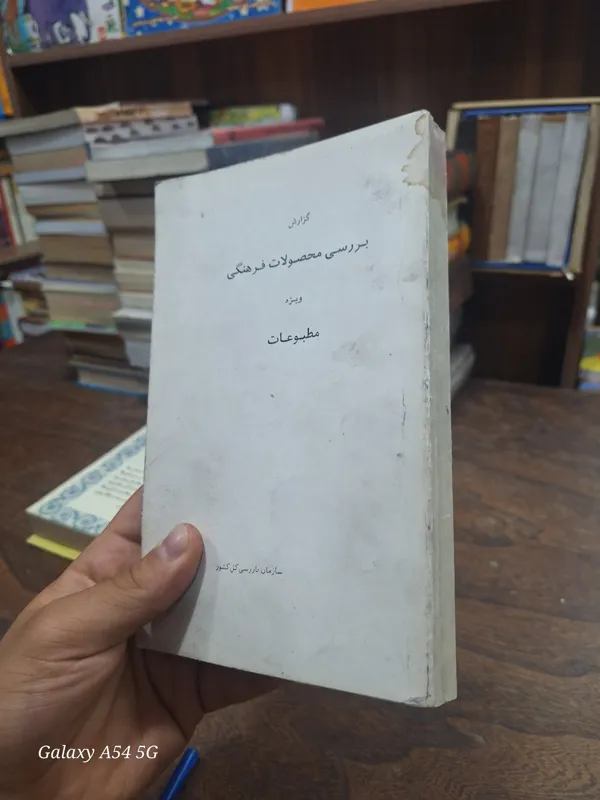 گزارش
بررسی محصولات فرهنگی
ویژه
مطبوعات
سازمان بازرسی کل کشور
Galaxy A54 5G